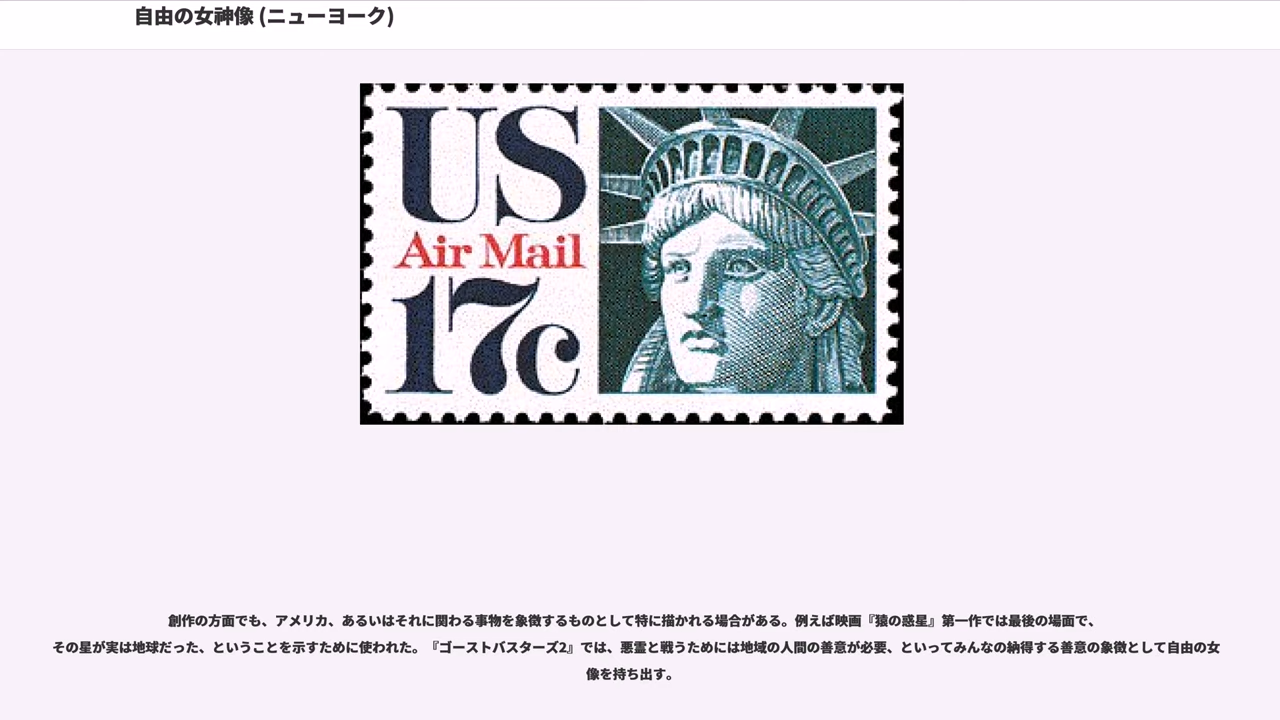 自由の女神像 (ニューヨーク)
US
Air Mail
17c
創作の方面でも、アメリカ、あるいはそれに関わる事物を象徴するものとして特に描かれる場合がある。例えば映画『猿の惑星』第一作では最後の場面で、
その星が実は地球だった、ということを示すために使われた。『ゴーストバスターズ2』では、悪霊と戦うためには地域の人間の善意が必要、といってみんなの納得する善意の象徴として自由の女
像を持ち出す。